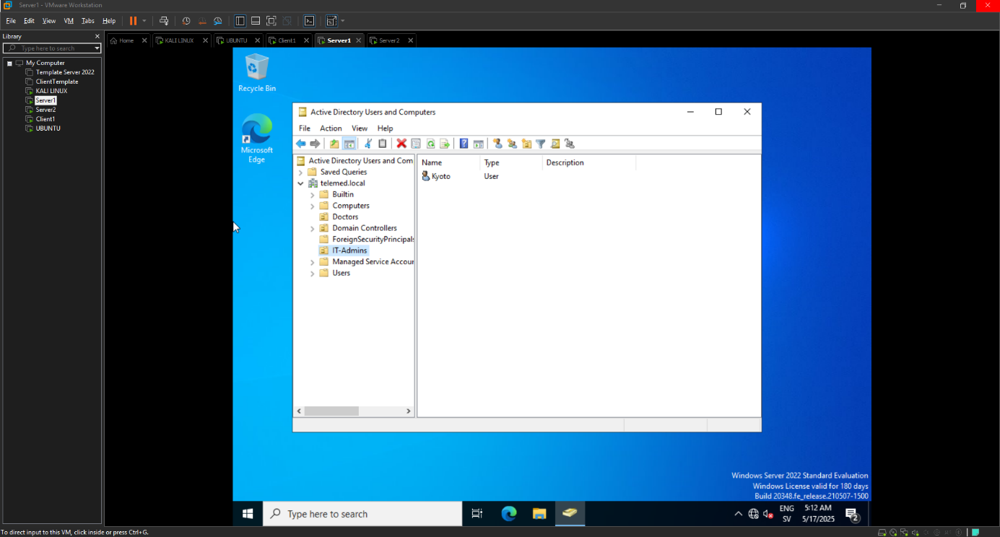 Server1 - VMware Workstation
File Edit View VM Tabs Help
Library
Type here to search
My Computer
Template Server 2022
ClientTemplate
KALI LINUX
Server1
Server2
Client1
UBUNTU
Home KALI LINUX UBUNTU Client1 Server1 Server2
Recycle Bin
Microsoft
Edge
Active Directory Users and Computers
File Action View Help
Active Directory Users and Com
Saved Queries
telemed.local
Builtin
Computers
Doctors
Domain Controllers
ForeignSecurityPrincipals
IT-Admins
Managed Service Accour
Users
Name Type Description
Kyoto User
Windows Server 2022 Standard Evaluation
Windows License valid for 180 days
Build 20348.fe_release.210507-1500
Type here to search
ENG
SV
5:12 AM
5/17/2025
2
To direct input to this VM, click inside or press Ctrl+G.